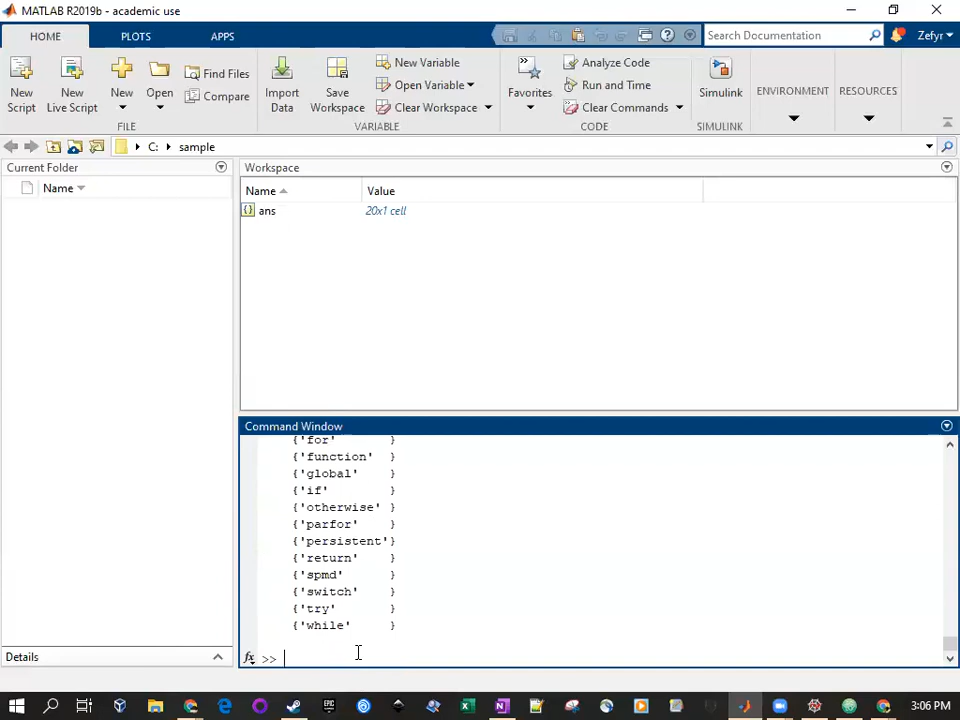 MATLAB R2019b - academic use
HOME PLOTS APPS Search Documentation Zefyr
New Script
New Live Script
New
Open
Find Files
Compare
FILE
Import Data
Save Workspace
New Variable
Open Variable
Clear Workspace
VARIABLE
Favorites
Analyze Code
Run and Time
Clear Commands
CODE
Simulink
SIMULINK
ENVIRONMENT
RESOURCES
C: sample
Current Folder
Name
Details
Workspace
Name Value
ans 20x1 cell
Command Window
{'for' }
{'function' }
{'global' }
{'if' }
{'otherwise' }
{'parfor' }
{'persistent'}
{'return' }
{'spmd' }
{'switch' }
{'try' }
{'while' }
fx >>
3:06 PM